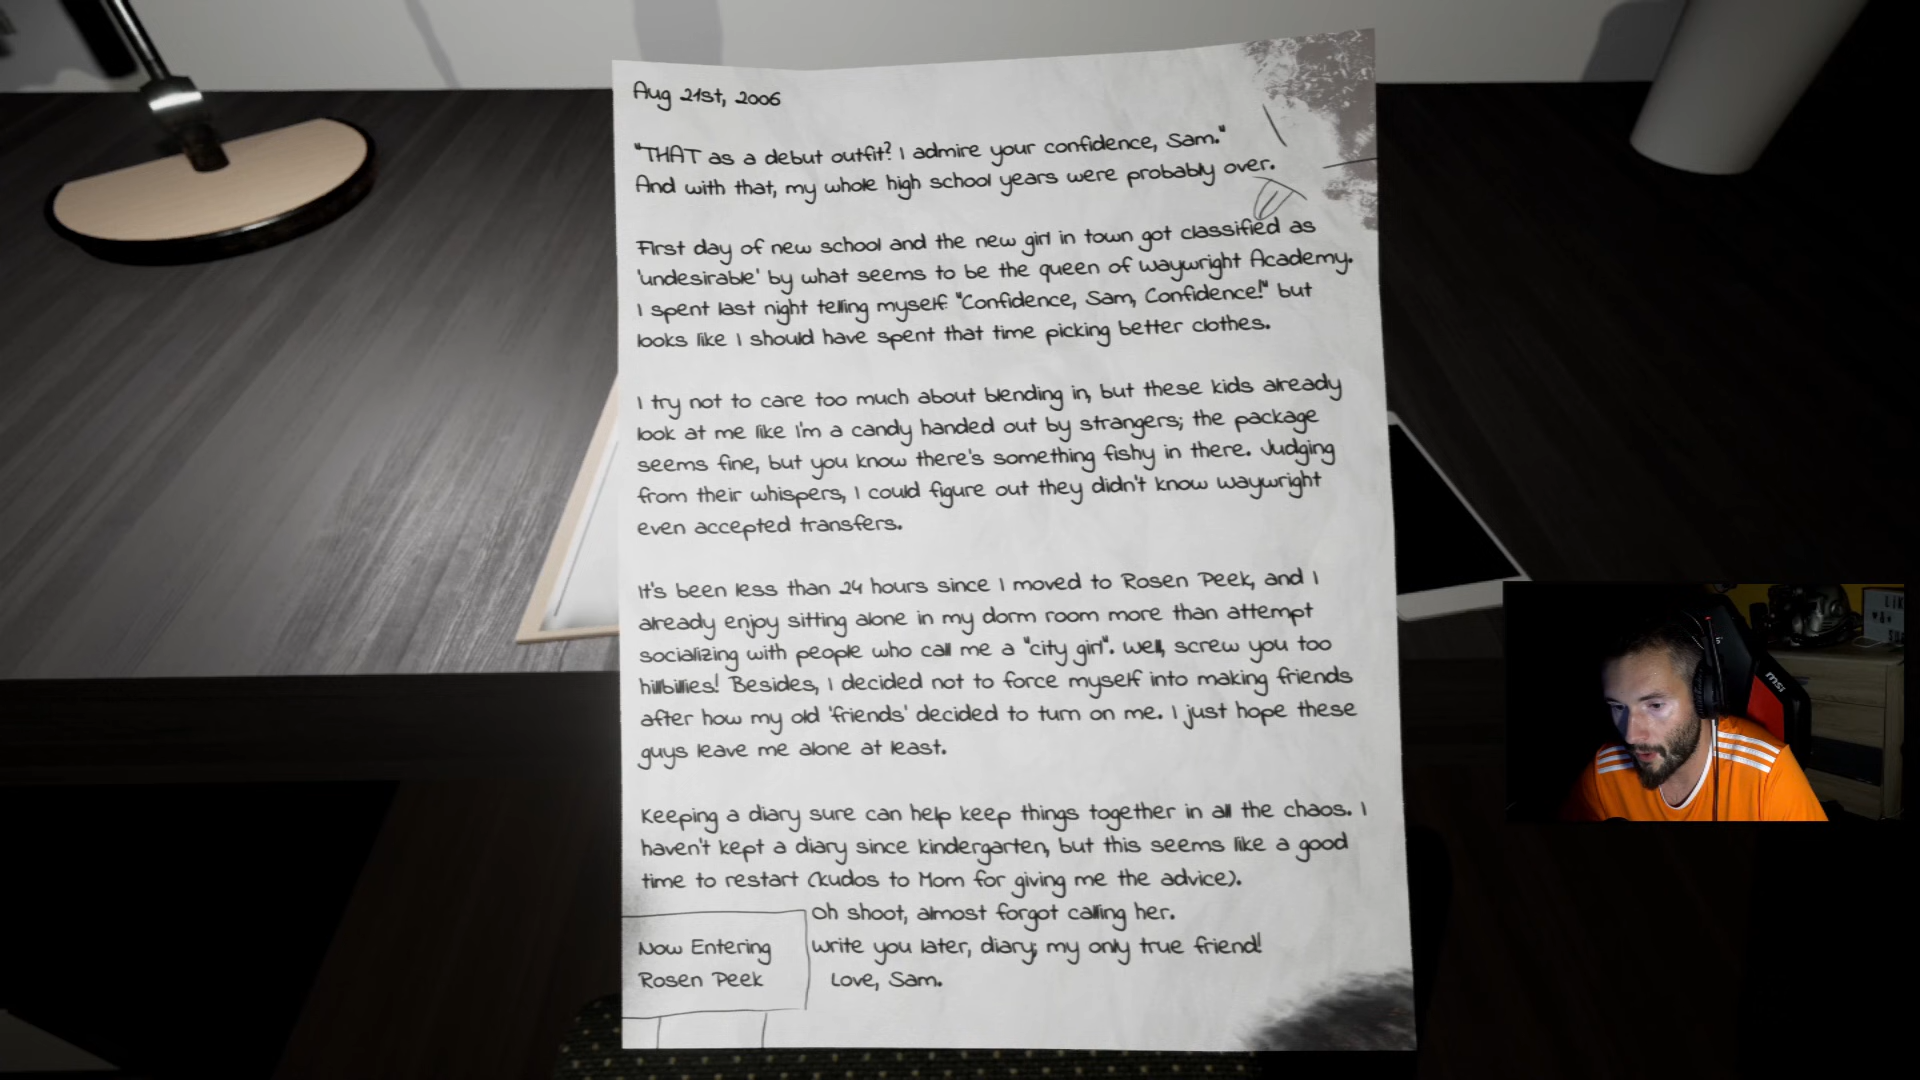 Aug 21st, 2006
"THAT as a debut outfit? I admire your confidence, Sam."
And with that, my whole high school years were probably over.
First day of new school and the new girl in town got classified as
'undesirable' by what seems to be the queen of Waywright Academy.
I spent last night telling myself "Confidence, Sam, Confidence!" but
looks like I should have spent that time picking better clothes.
I try not to care too much about blending in, but these kids already
look at me like I'm a candy handed out by strangers; the package
seems fine, but you know there's something fishy in there. Judging
from their whispers, I could figure out they didn't know Waywright
even accepted transfers.
It's been less than 24 hours since I moved to Rosen Peek, and I
already enjoy sitting alone in my dorm room more than attempt
socializing with people who call me a "city girl". Well, screw you too
hillbillies! Besides, I decided not to force myself into making friends
after how my old 'friends' decided to turn on me. I just hope these
guys leave me alone at least.
Keeping a diary sure can help keep things together in all the chaos. I
haven't kept a diary since kindergarten, but this seems like a good
time to restart (kudos to Mom for giving me the advice).
Oh shoot, almost forgot calling her.
Write you later, diary; my only true friend!
Love, Sam.
Now Entering
Rosen Peek
msi